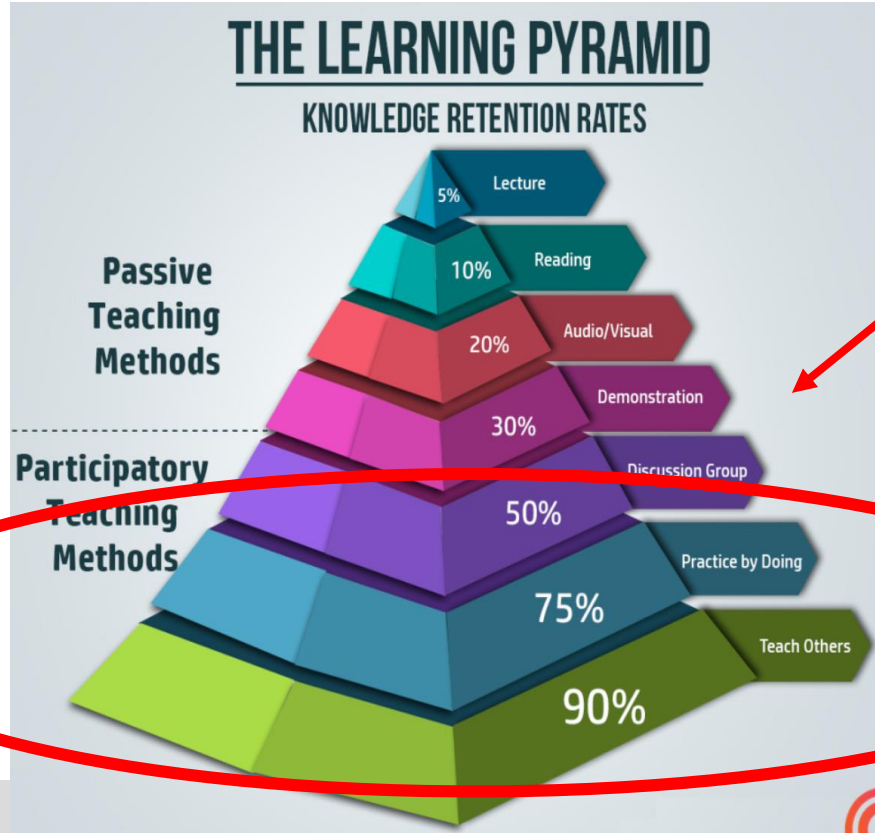 THE LEARNING PYRAMID
KNOWLEDGE RETENTION RATES
5%
Lecture
10%
Reading
20%
Audio/Visual
30%
Demonstration
50%
Discussion Group
75%
Practice by Doing
90%
Teach Others
Passive
Teaching
Methods
Participatory
Teaching
Methods